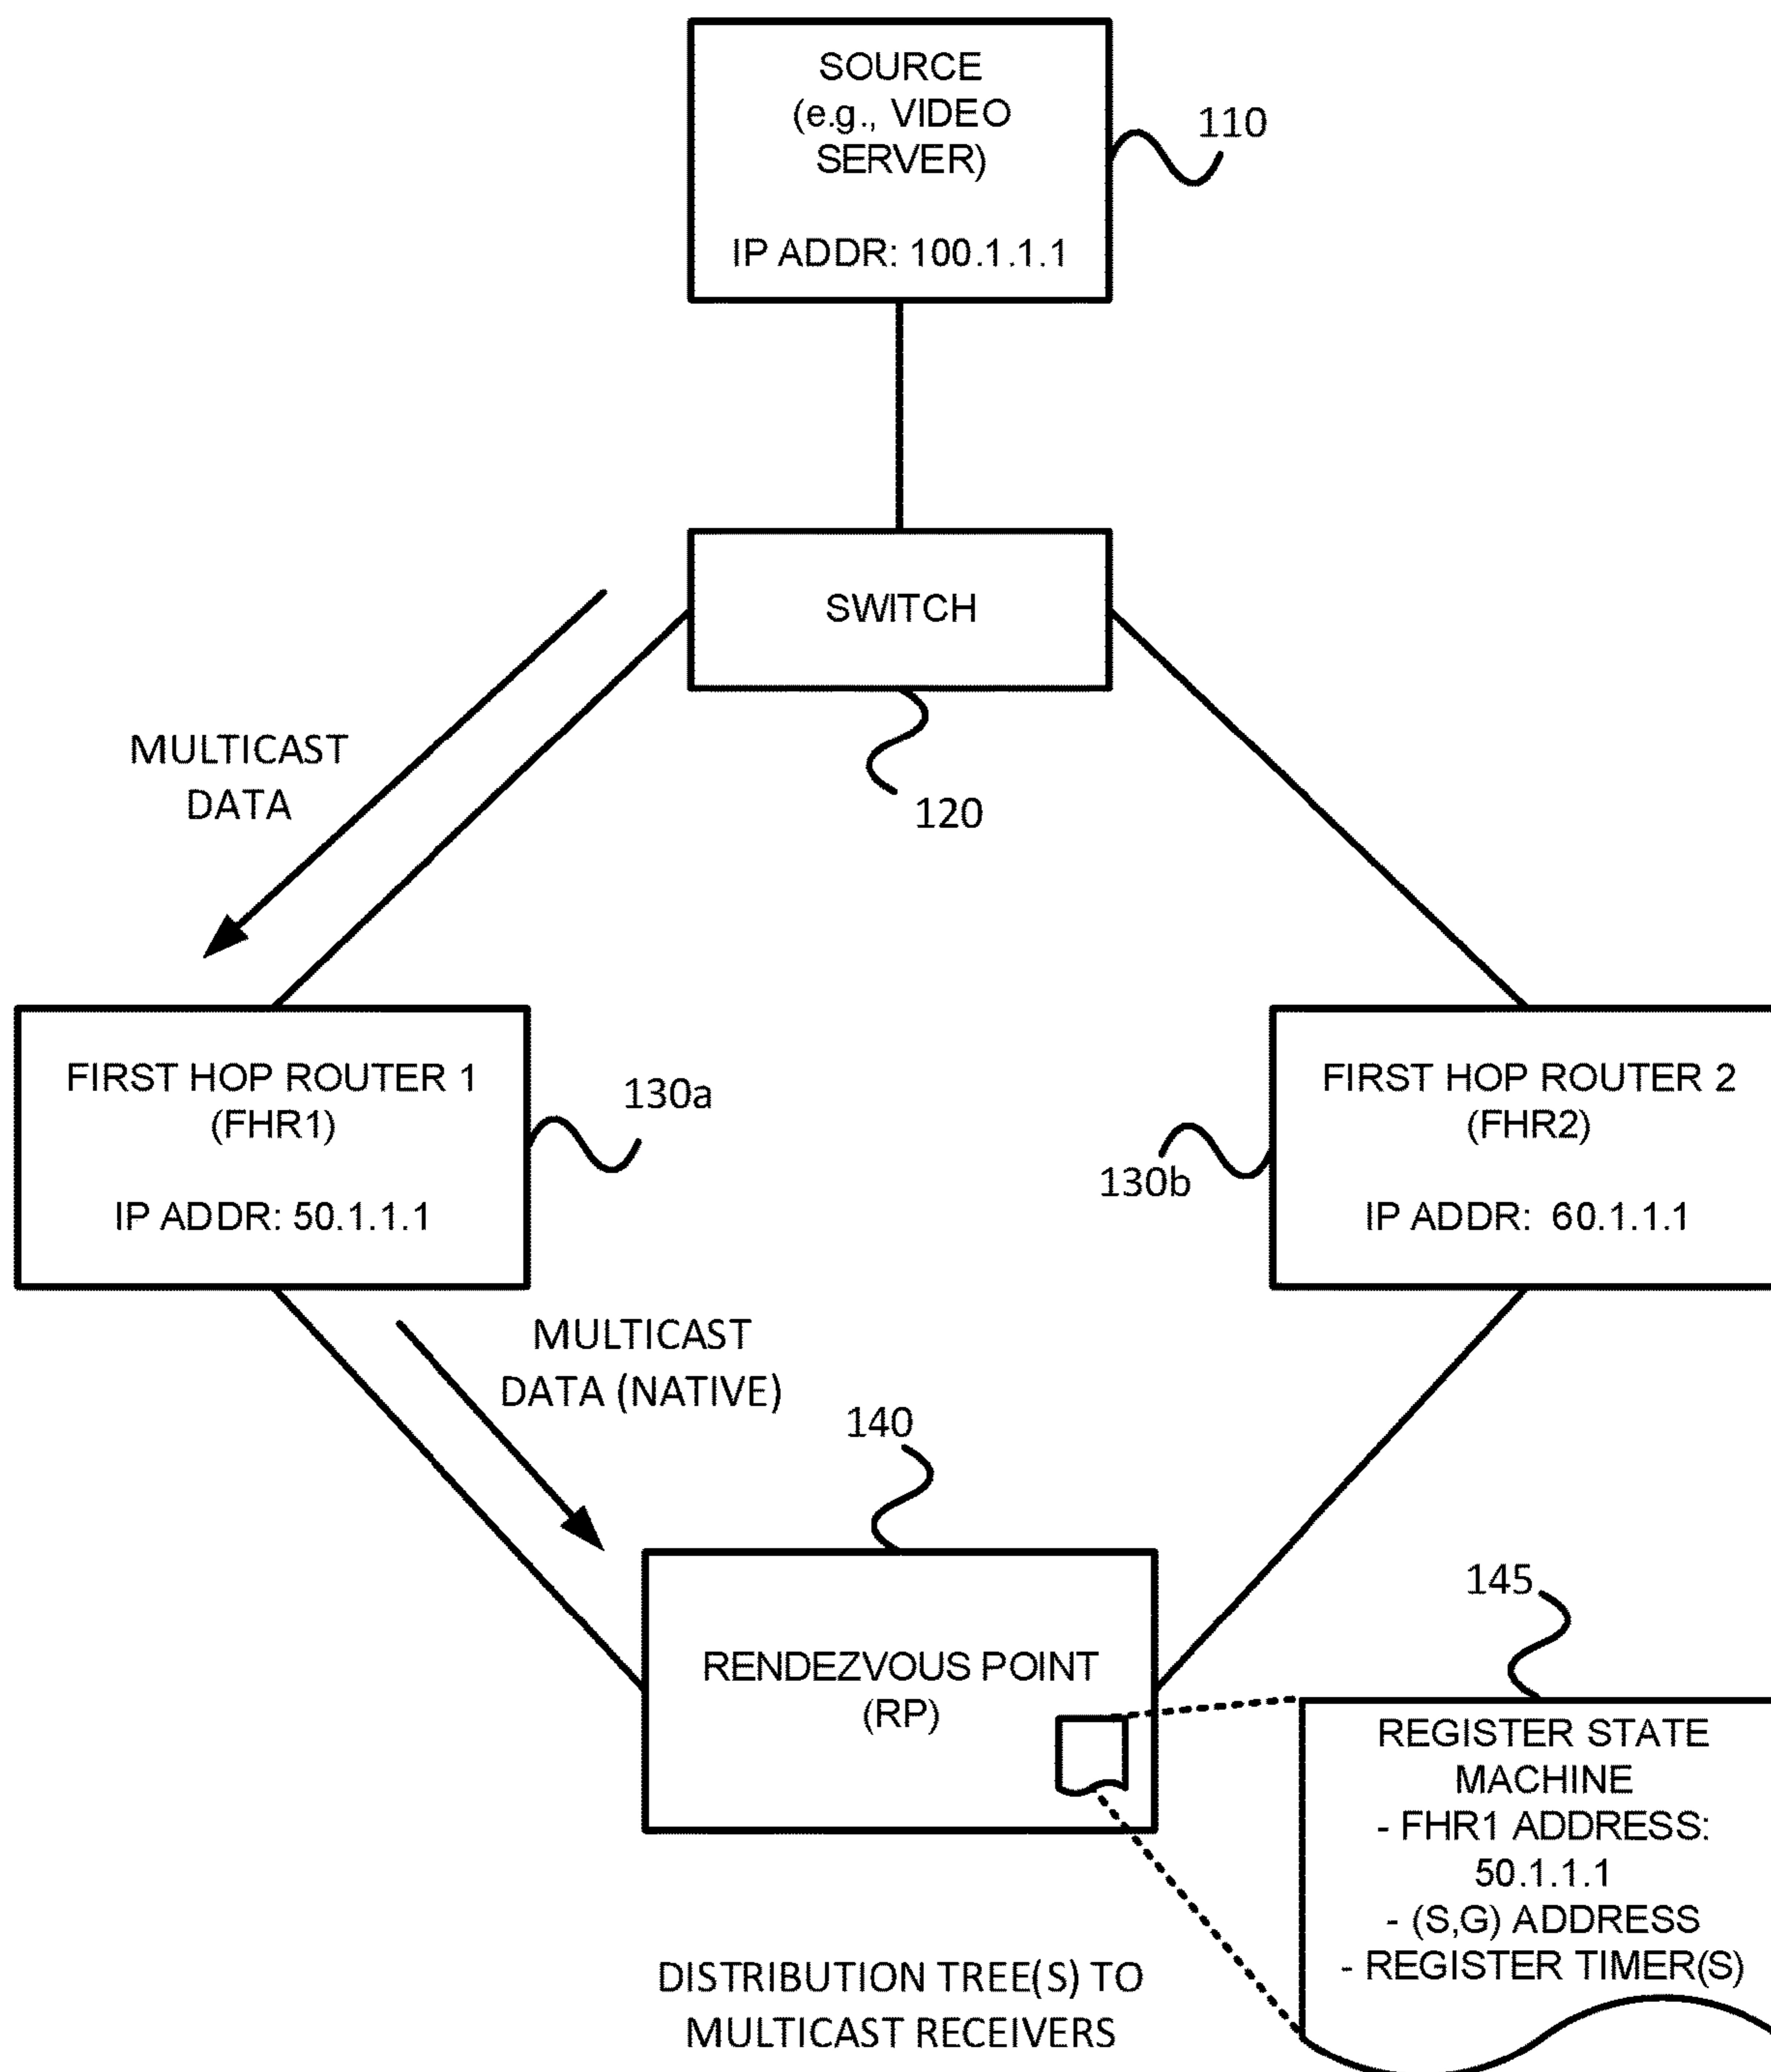 SOURCE
(e.g., VIDEO
SERVER)
IP ADDR: 100.1.1.1
110
SWITCH
120
MULTICAST
DATA
FIRST HOP ROUTER 1
(FHR1)
IP ADDR: 50.1.1.1
130a
FIRST HOP ROUTER 2
(FHR2)
IP ADDR: 60.1.1.1
130b
MULTICAST
DATA (NATIVE)
140
RENDEZVOUS POINT
(RP)
145
REGISTER STATE
MACHINE
- FHR1 ADDRESS:
50.1.1.1
- (S,G) ADDRESS
- REGISTER TIMER(S)
DISTRIBUTION TREE(S) TO
MULTICAST RECEIVERS